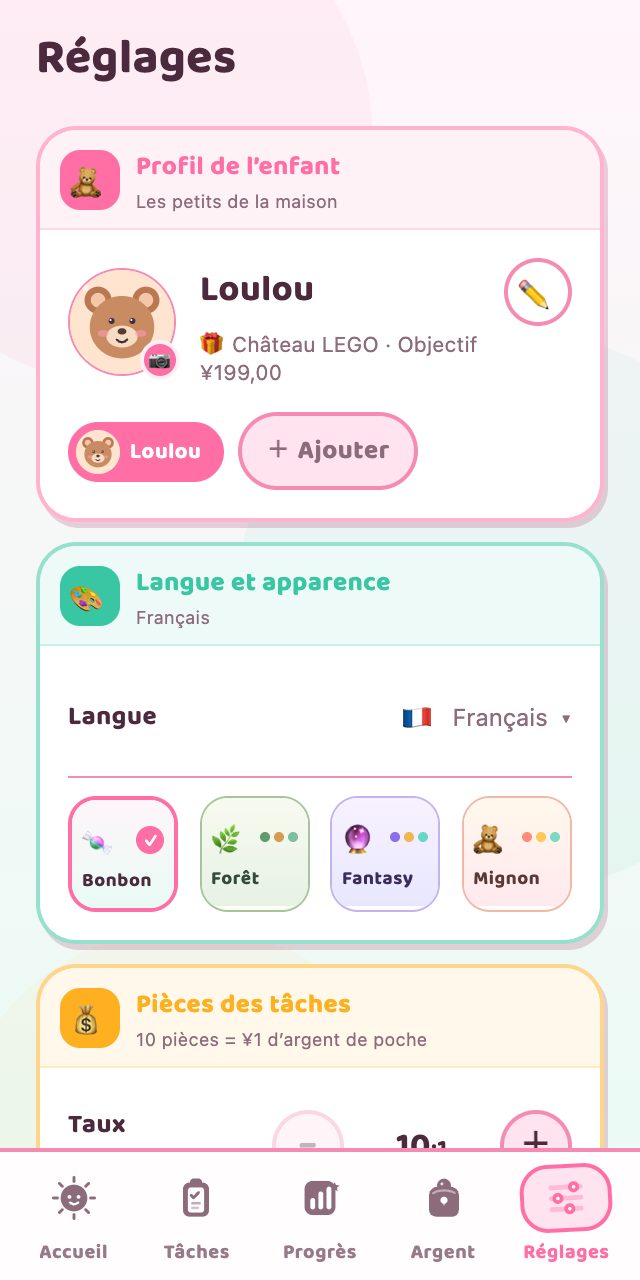 Réglages
Profil de l'enfant
Les petits de la maison
Loulou
Château LEGO · Objectif
¥199,00
Loulou
+ Ajouter
Langue et apparence
Français
Langue
Français
Bonbon
Forêt
Fantasy
Mignon
Pièces des tâches
10 pièces = ¥1 d'argent de poche
Taux
10:1
Accueil
Tâches
Progrès
Argent
Réglages